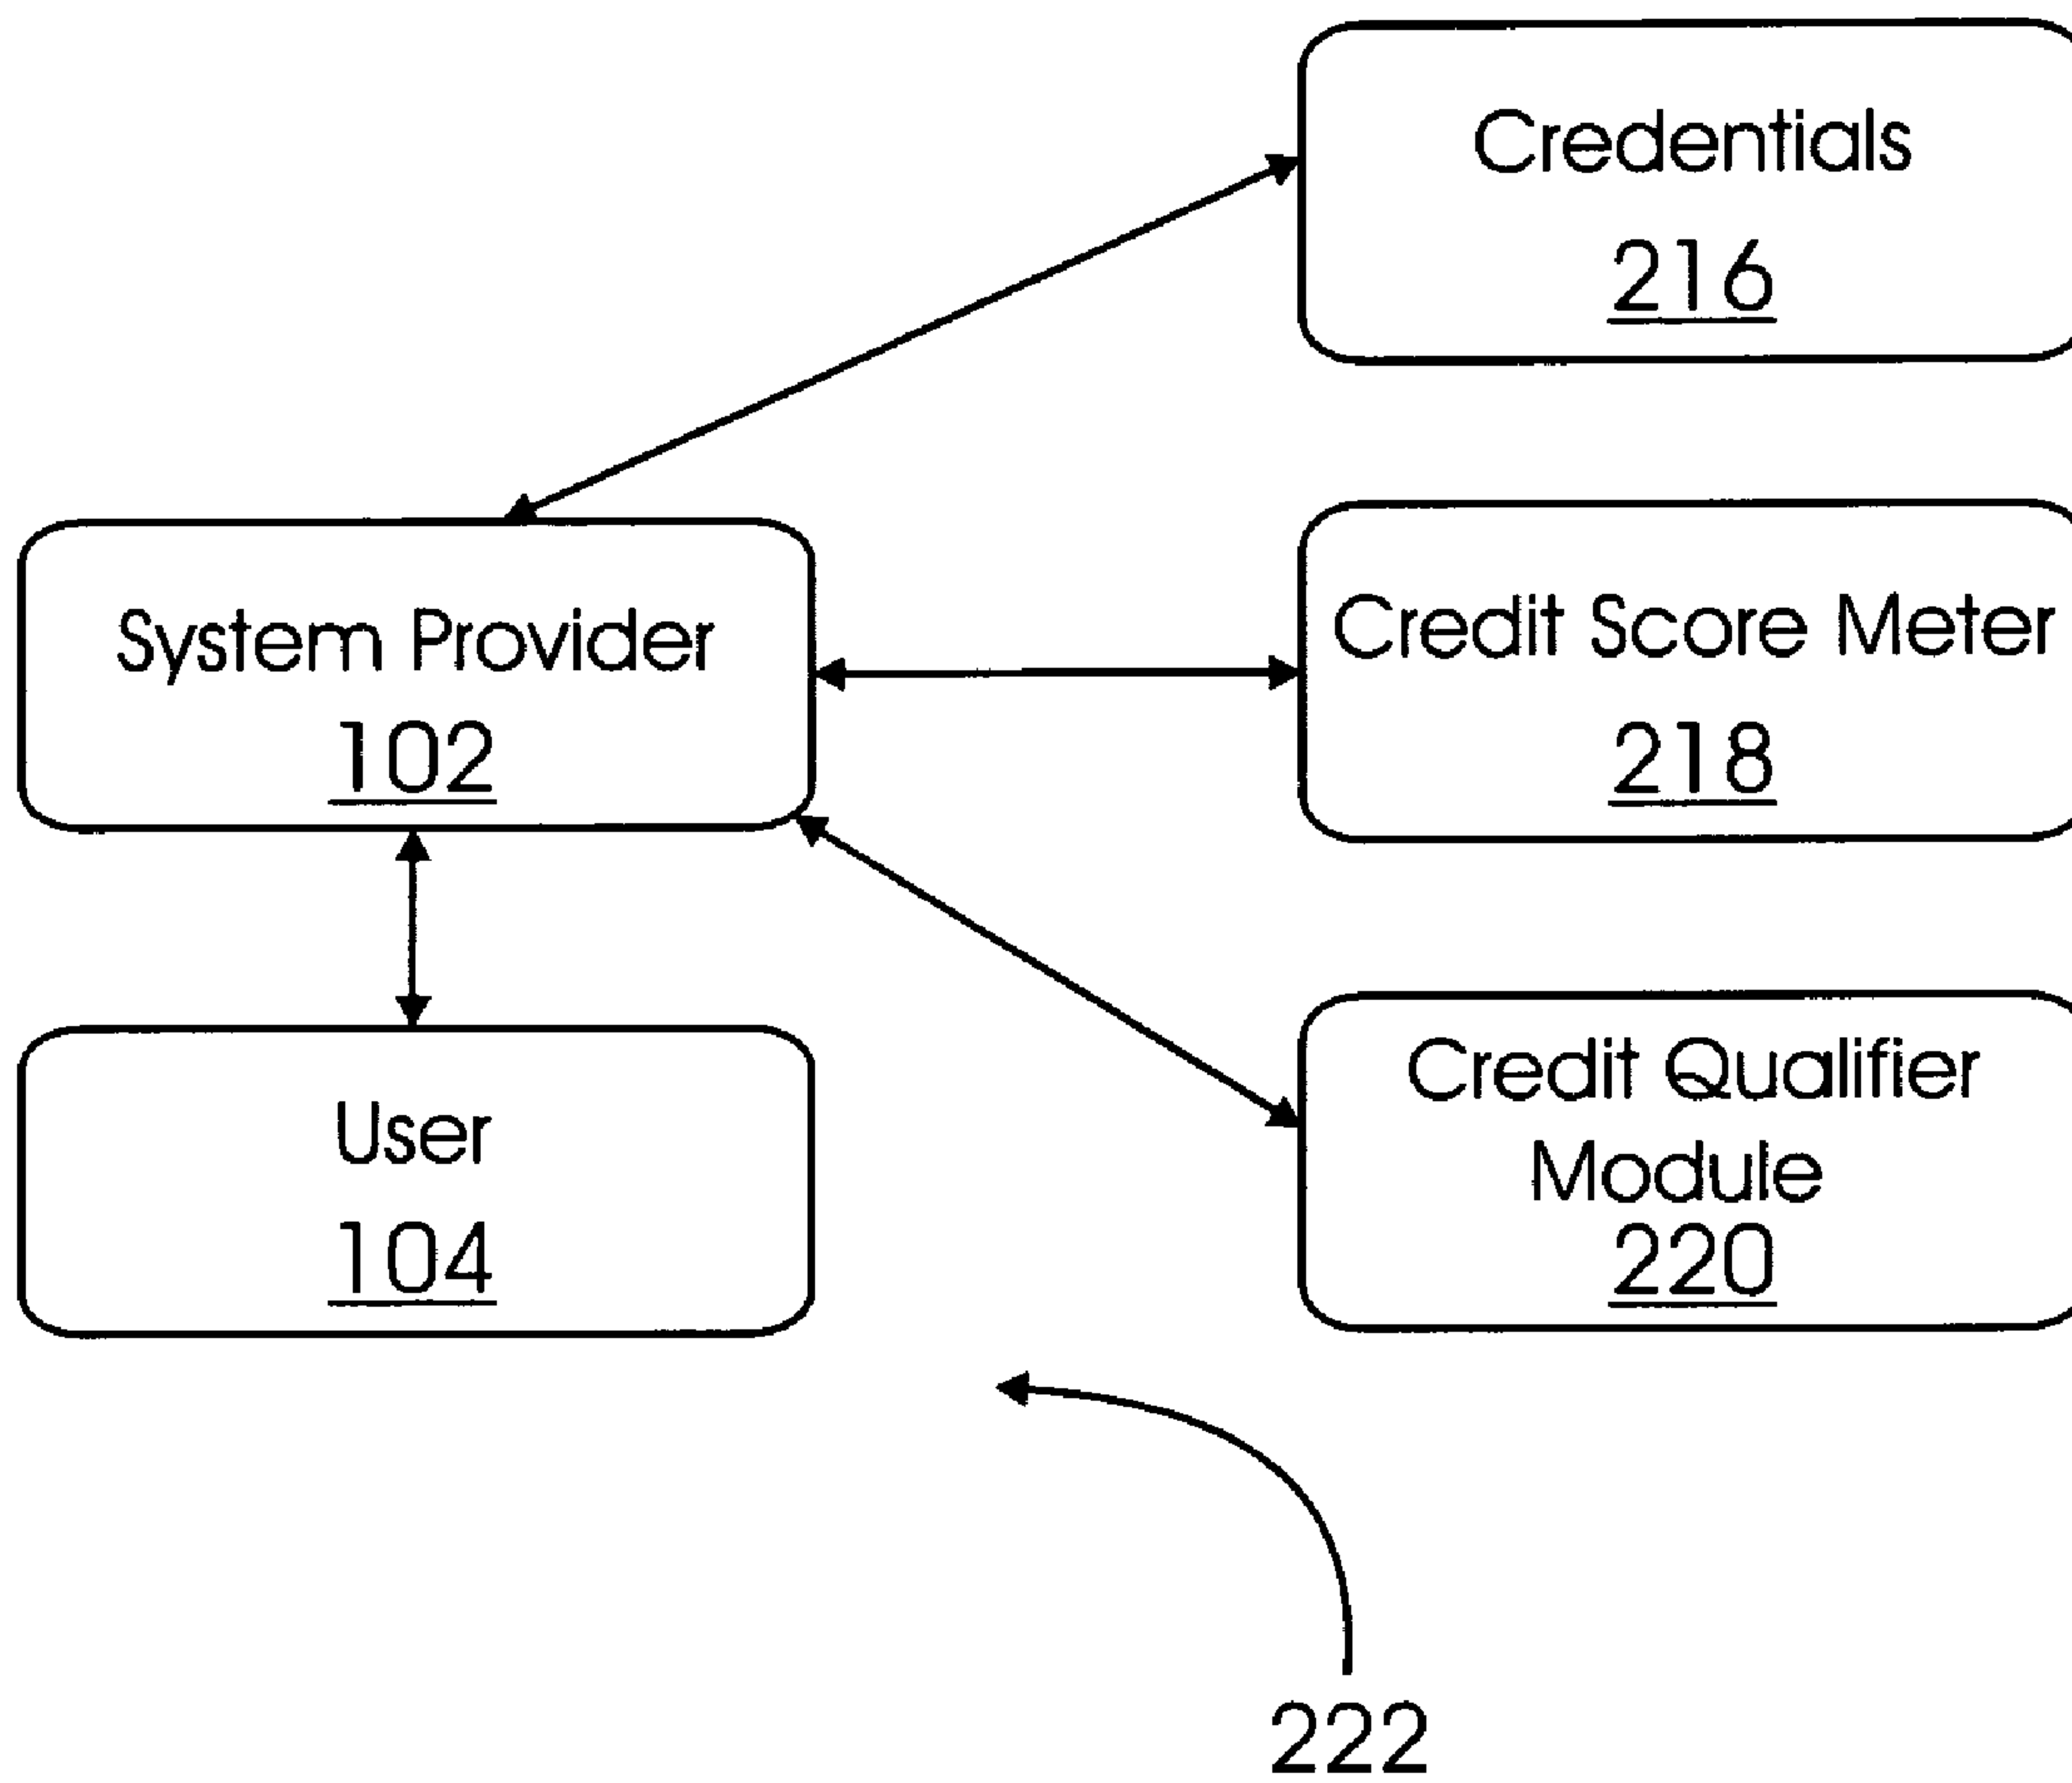 Credentials
216
System Provider
102
Credit Score Meter
218
User
104
Credit Qualifier
Module
220
222